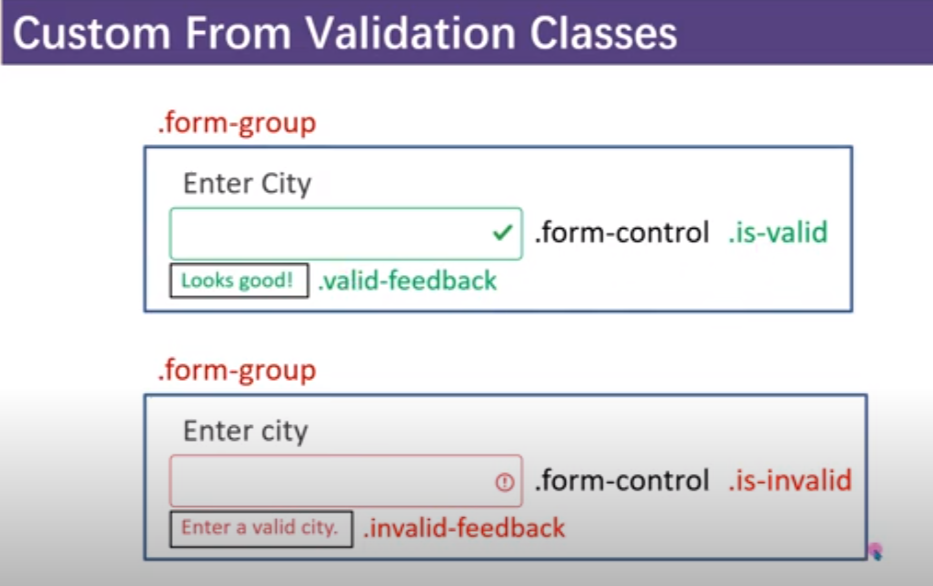 Custom From Validation Classes
.form-group
Enter City
.form-control .is-valid
Looks good! .valid-feedback
.form-group
Enter city
.form-control .is-invalid
Enter a valid city. .invalid-feedback